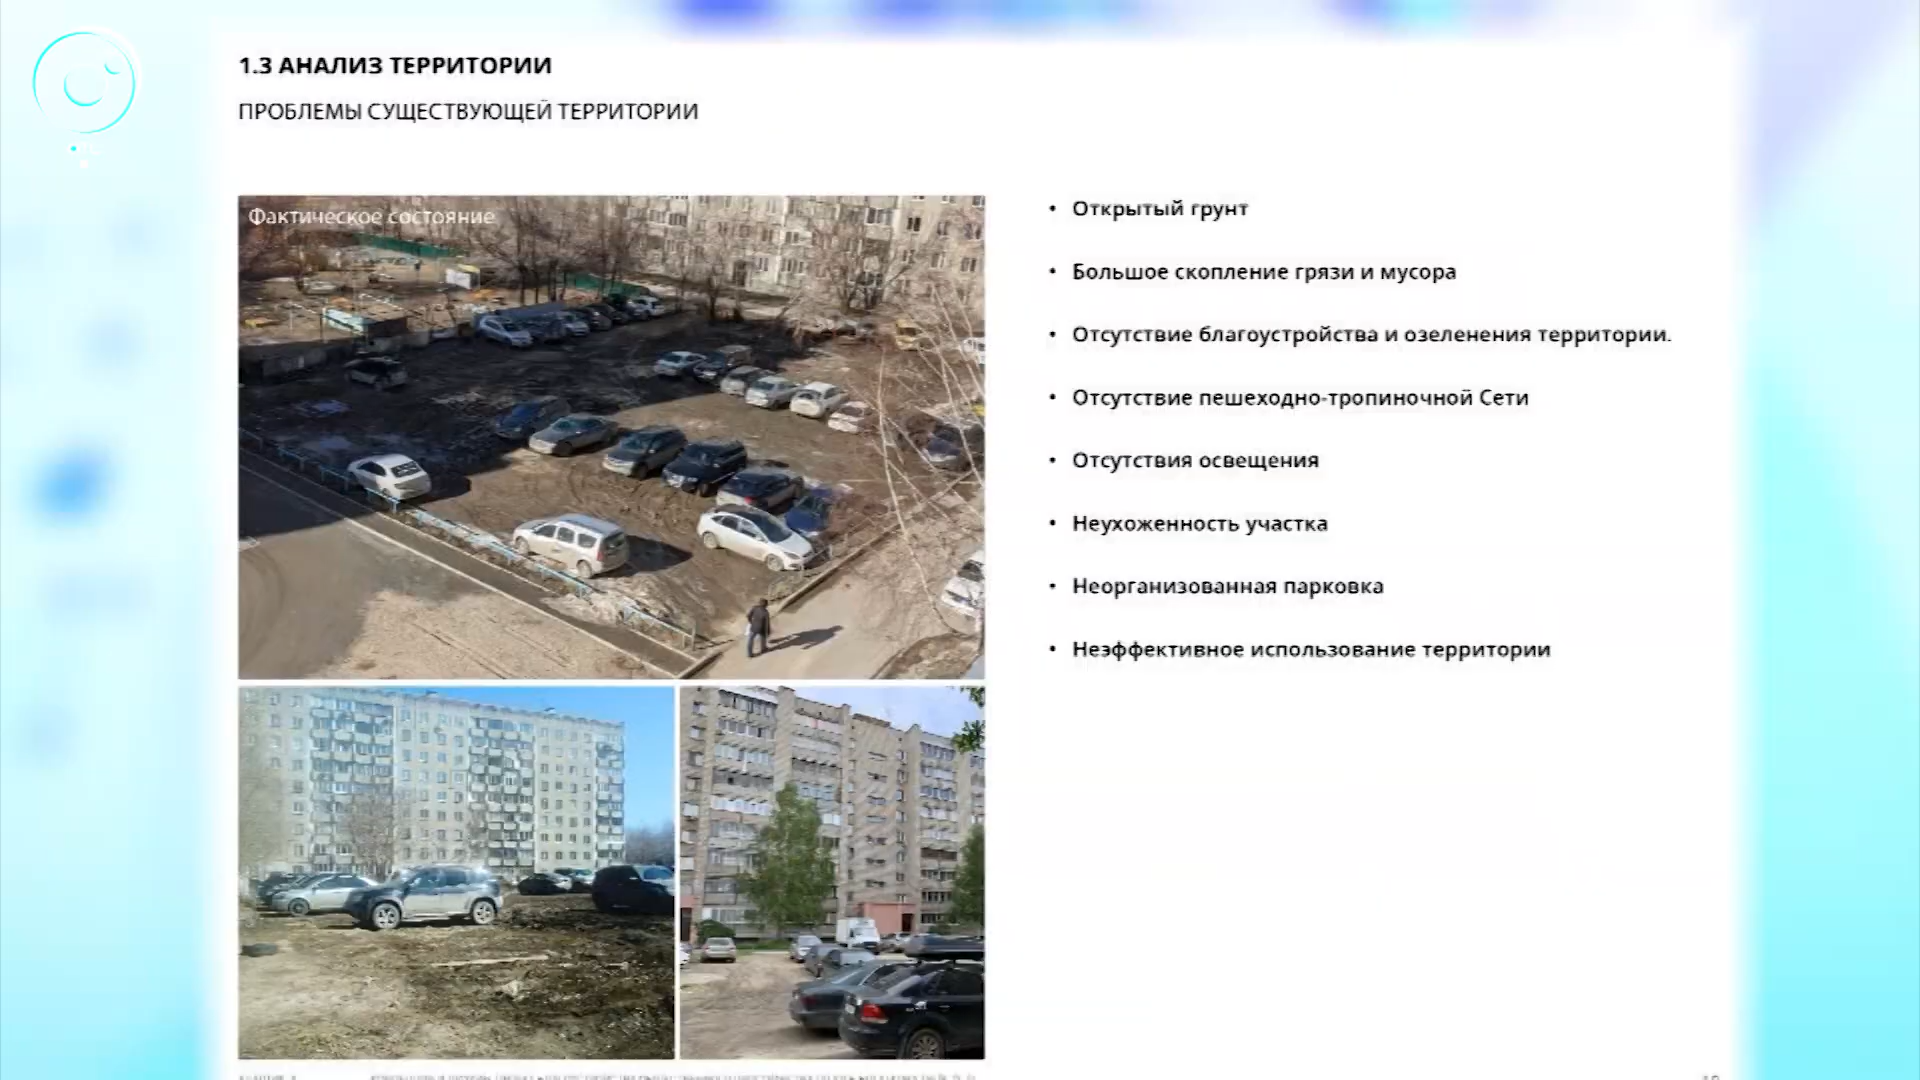 1.3 АНАЛИЗ ТЕРРИТОРИИ
ПРОБЛЕМЫ СУЩЕСТВУЮЩЕЙ ТЕРРИТОРИИ
Фактическое состояние
• Открытый грунт
• Большое скопление грязи и мусора
• Отсутствие благоустройства и озеленения территории.
• Отсутствие пешеходно-тропиночной Сети
• Отсутствия освещения
• Неухоженность участка
• Неорганизованная парковка
• Неэффективное использование территории